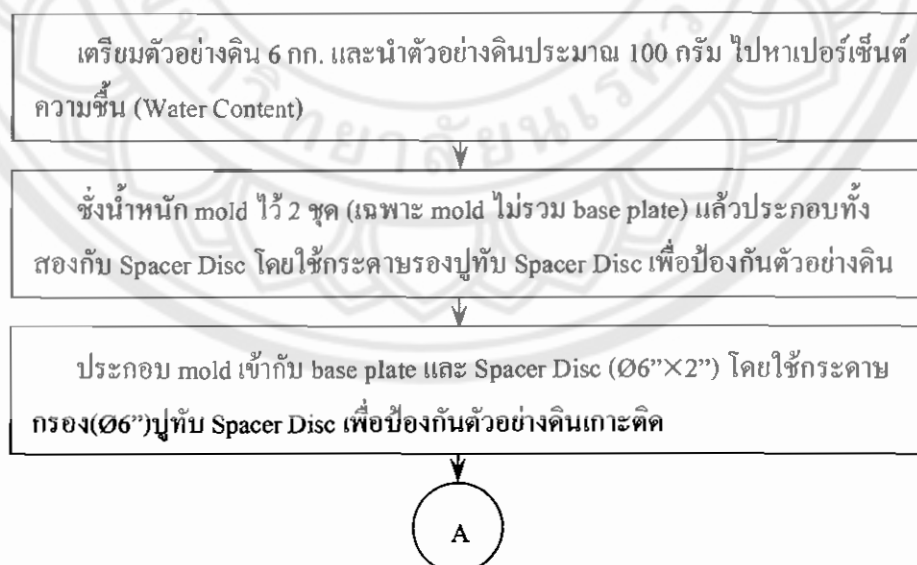 เตรียมตัวอย่างดิน 6 กก. และนำตัวอย่างดินประมาณ 100 กรัม ไปหาเปอร์เซ็นต์
ความชื้น (Water Content)
ทยาลัยนเรศว
ชั่งน้ำหนัก mold ไว้ 2 ชุด (เฉพาะ mold ไม่รวม base plate) แล้วประกอบทั้ง
สองกับ Spacer Disc โดยใช้กระดาษรองปูทับ Spacer Disc เพื่อป้องกันตัวอย่างดิน
ประกอบ mold เข้ากับ base plate และ Spacer Disc (Ø6”×2”) โดยใช้กระดาษ
กรอง(Ø6”)ปูทับ Spacer Disc เพื่อป้องกันตัวอย่างดินเกาะติด
A